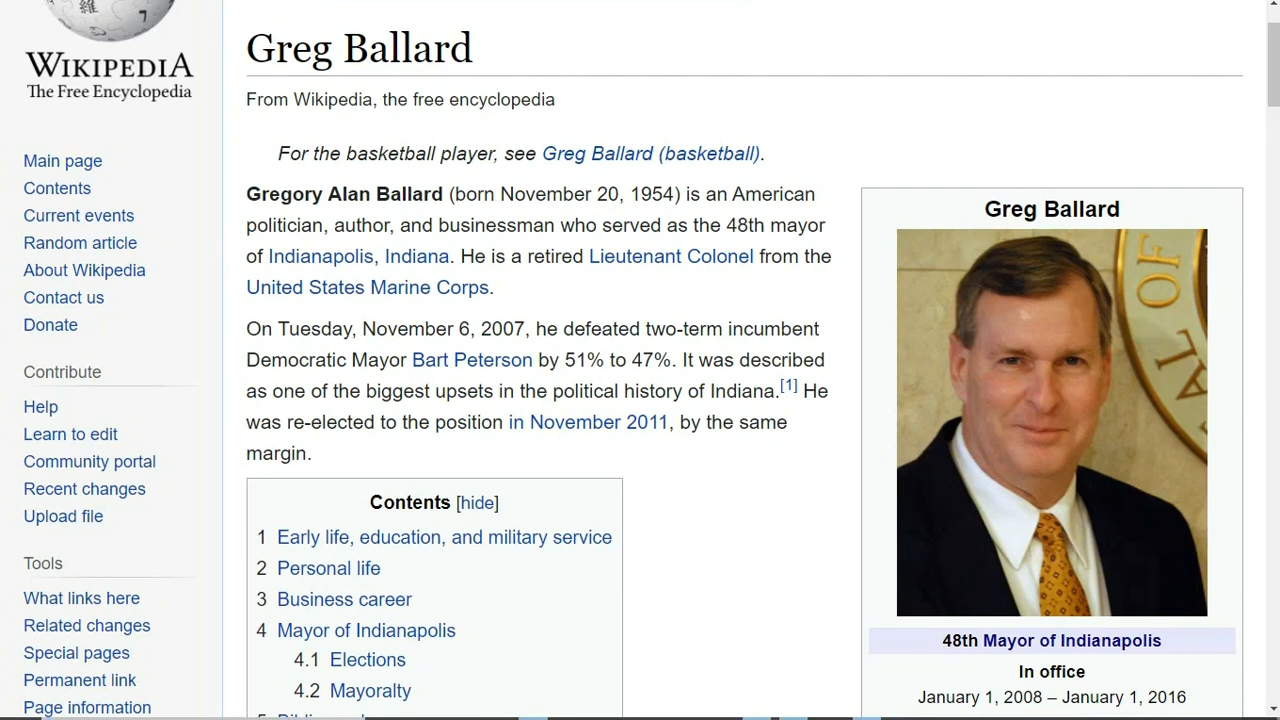 維
WIKIPEDIA
The Free Encyclopedia
Main page
Contents
Current events
Random article
About Wikipedia
Contact us
Donate
Contribute
Help
Learn to edit
Community portal
Recent changes
Upload file
Tools
What links here
Related changes
Special pages
Permanent link
Page information
Greg Ballard
From Wikipedia, the free encyclopedia
For the basketball player, see Greg Ballard (basketball).
Gregory Alan Ballard (born November 20, 1954) is an American
politician, author, and businessman who served as the 48th mayor
of Indianapolis, Indiana. He is a retired Lieutenant Colonel from the
United States Marine Corps.
On Tuesday, November 6, 2007, he defeated two-term incumbent
Democratic Mayor Bart Peterson by 51% to 47%. It was described
as one of the biggest upsets in the political history of Indiana.[1] He
was re-elected to the position in November 2011, by the same
margin.
Contents [hide]
1 Early life, education, and military service
2 Personal life
3 Business career
4 Mayor of Indianapolis
4.1 Elections
4.2 Mayoralty
Greg Ballard
AL OF
48th Mayor of Indianapolis
In office
January 1, 2008 – January 1, 2016